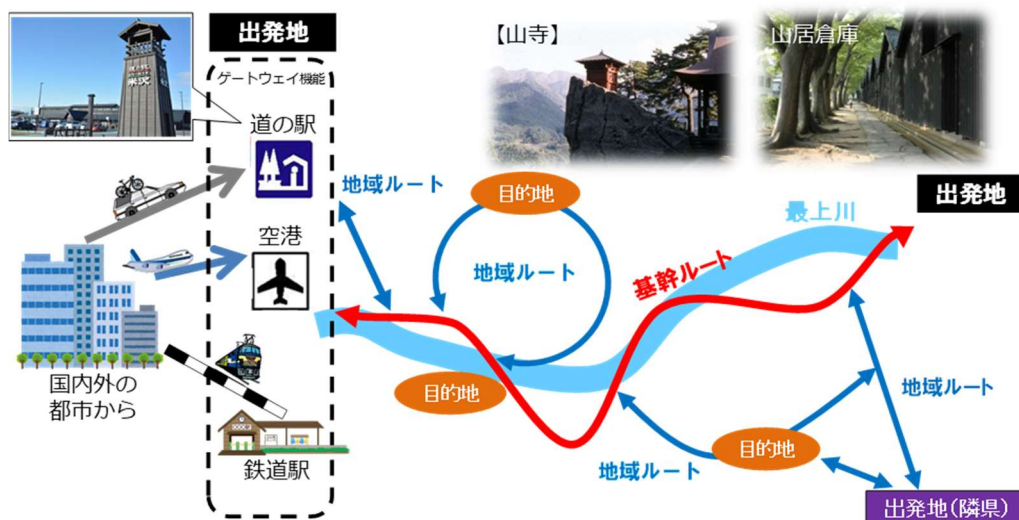 出発地
ゲートウェイ機能
米沢
道の駅
空港
鉄道駅
国内外の
都市から
【山寺】
山居倉庫
出発地
地域ルート
目的地
地域ルート
最上川
基幹ルート
目的地
地域ルート
目的地
地域ルート
出発地(隣県)